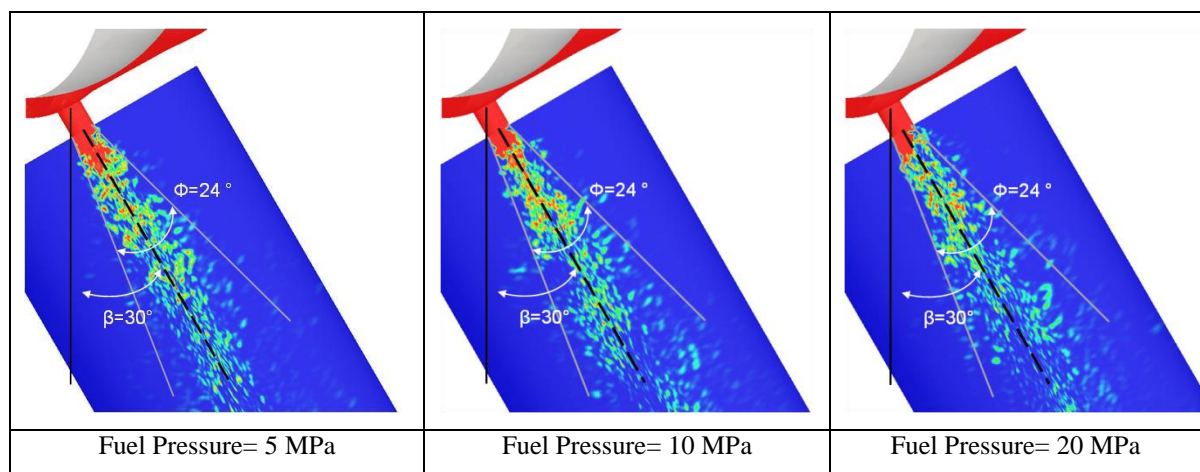 Φ=24 °
β=30°
Φ=24 °
β=30°
Φ=24 °
β=30°
Fuel Pressure= 5 MPa
Fuel Pressure= 10 MPa
Fuel Pressure= 20 MPa